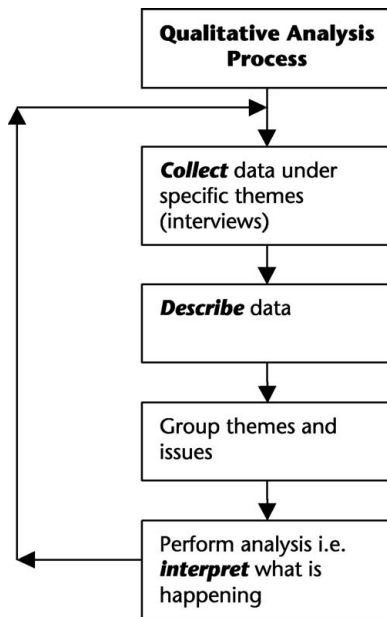 Qualitative Analysis
Process
Collect data under
specific themes
(interviews)
Describe data
Group themes and
issues
Perform analysis i.e.
interpret what is
happening